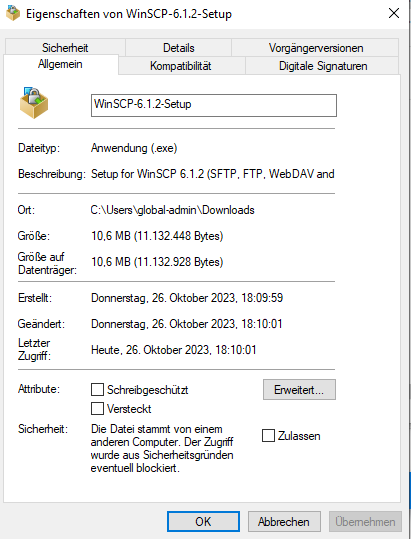 Eigenschaften von WinSCP-6.1.2-Setup
Sicherheit Details Vorgängerversionen
Allgemein Kompatibilität Digitale Signaturen
WinSCP-6.1.2-Setup
Dateityp: Anwendung (.exe)
Beschreibung: Setup for WinSCP 6.1.2 (SFTP, FTP, WebDAV and
Ort: C:\Users\global-admin\Downloads
Größe: 10,6 MB (11.132.448 Bytes)
Größe auf
Datenträger: 10,6 MB (11.132.928 Bytes)
Erstellt: Donnerstag, 26. Oktober 2023, 18:09:59
Geändert: Donnerstag, 26. Oktober 2023, 18:10:01
Letzter
Zugriff: Heute, 26. Oktober 2023, 18:10:01
Attribute: Schreibgeschützt Erweitert...
Versteckt
Sicherheit: Die Datei stammt von einem
anderen Computer. Der Zugriff Zulassen
wurde aus Sicherheitsgründen
eventuell blockiert.
OK Abbrechen Übernehmen